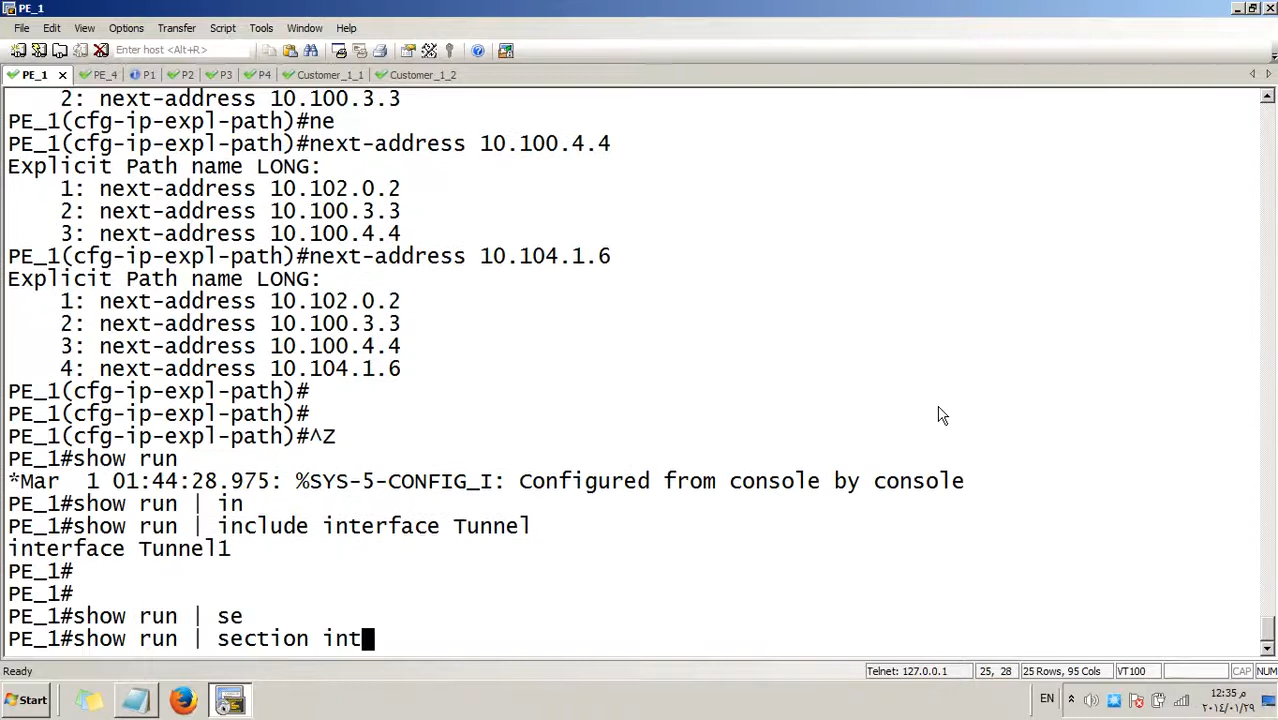 PE_1
File Edit View Options Transfer Script Tools Window Help
Enter host <Alt+R>
PE_1 PE_4 P1 P2 P3 P4 Customer_1_1 Customer_1_2
2: next-address 10.100.3.3
PE_1(cfg-ip-expl-path)#ne
PE_1(cfg-ip-expl-path)#next-address 10.100.4.4
Explicit Path name LONG:
1: next-address 10.102.0.2
2: next-address 10.100.3.3
3: next-address 10.100.4.4
PE_1(cfg-ip-expl-path)#next-address 10.104.1.6
Explicit Path name LONG:
1: next-address 10.102.0.2
2: next-address 10.100.3.3
3: next-address 10.100.4.4
4: next-address 10.104.1.6
PE_1(cfg-ip-expl-path)#
PE_1(cfg-ip-expl-path)#
PE_1(cfg-ip-expl-path)#^Z
PE_1#show run
*Mar  1 01:44:28.975: %SYS-5-CONFIG_I: Configured from console by console
PE_1#show run | in
PE_1#show run | include interface Tunnel
interface Tunnel1
PE_1#
PE_1#
PE_1#show run | se
PE_1#show run | section int
Ready Telnet: 127.0.0.1 25, 28 25 Rows, 95 Cols VT100 CAP NUM
Start EN 12:35 م
٢٠١٤/٠١/٢٩